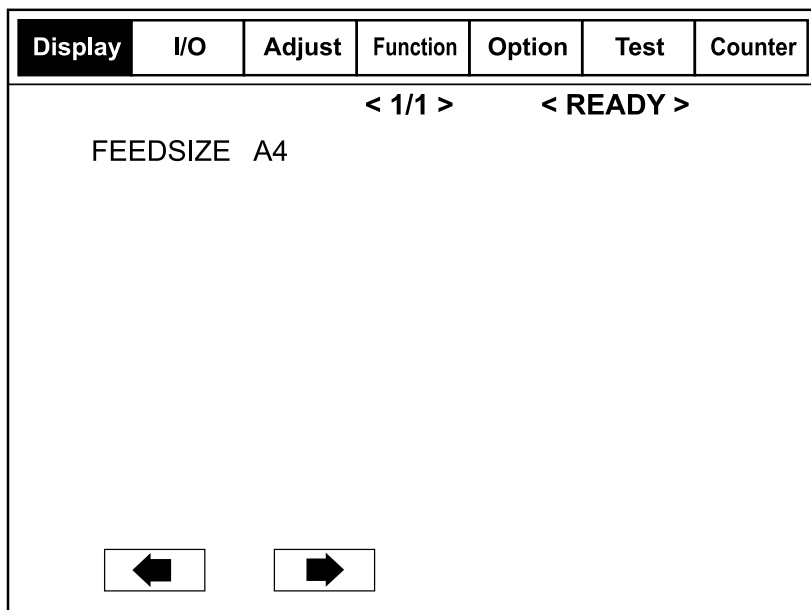 Display I/O Adjust Function Option Test Counter
< 1/1 > < READY >
FEEDSIZE A4